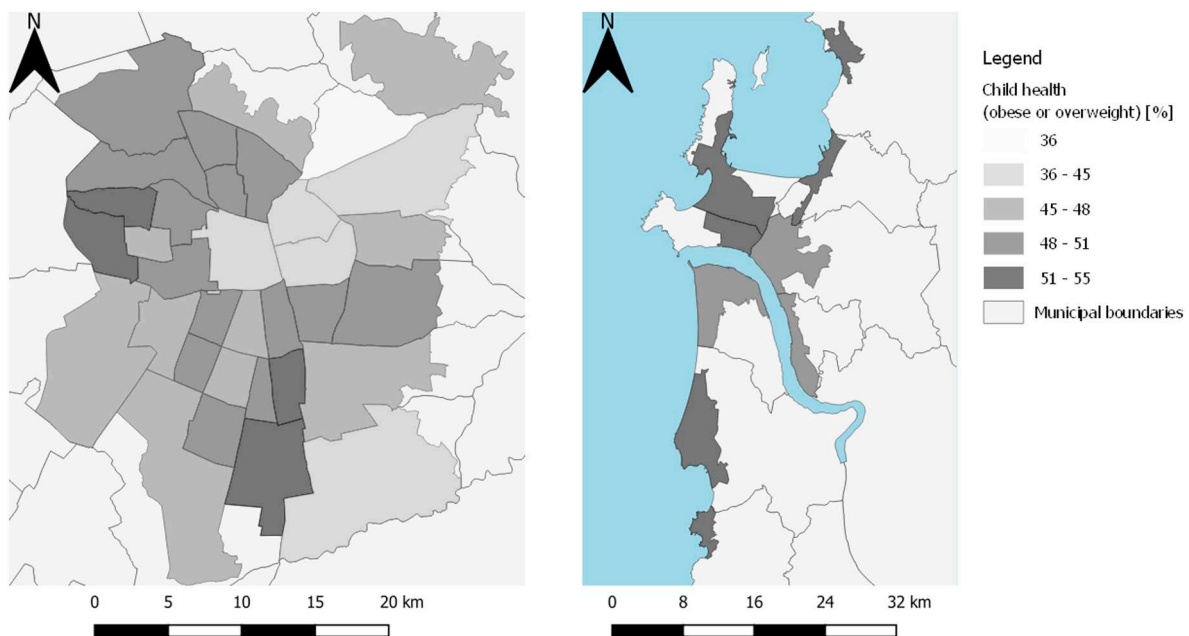 N
N
Legend
Child health
(obese or overweight) [%]
36
36 - 45
45 - 48
48 - 51
51 - 55
Municipal boundaries
0 5 10 15 20 km
0 8 16 24 32 km